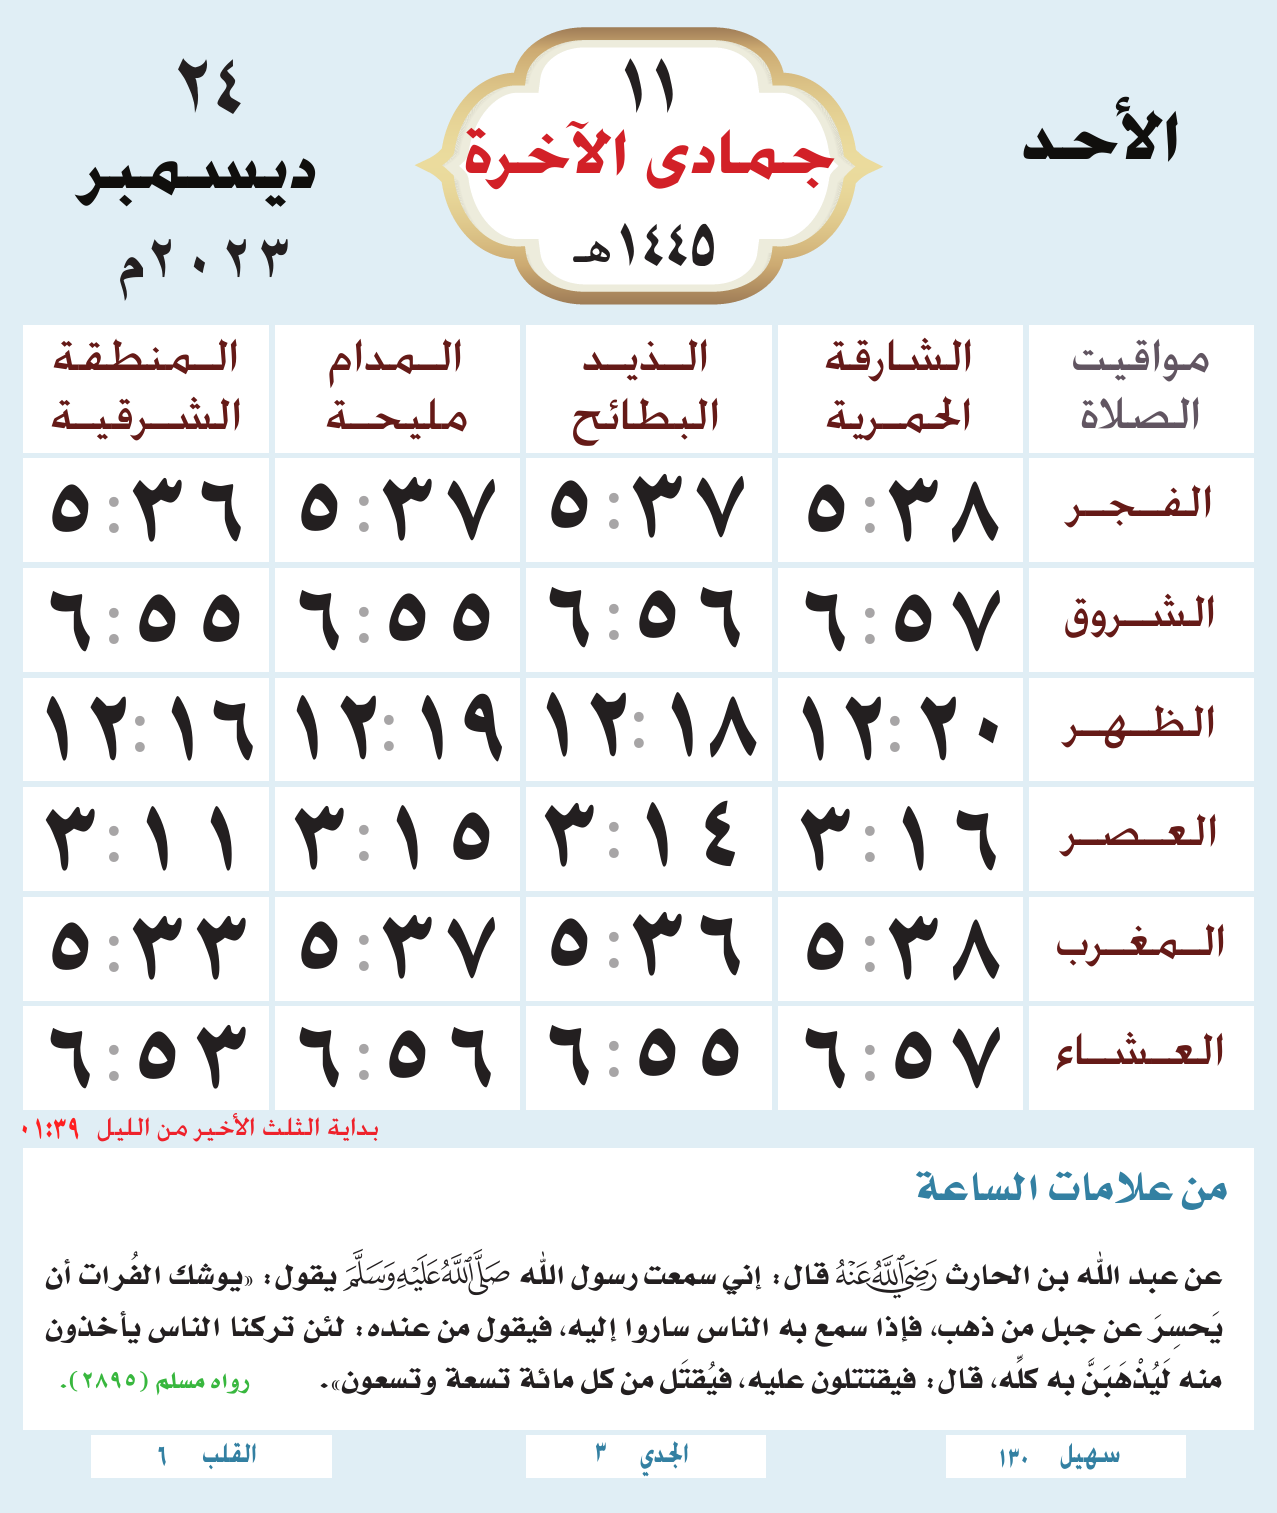 الأحد
١١
جمادى الآخرة
١٤٤٥هـ
٢٤
ديسمبر
٢٠٢٣م
مواقيت الصلاة
الشارقة الحمرية
الذيد البطائح
المدام مليحة
المنطقة الشرقية
الفجر ٥:٣٨ ٥:٣٧ ٥:٣٧ ٥:٣٦
الشروق ٦:٥٧ ٦:٥٦ ٦:٥٥ ٦:٥٥
الظهر ١٢:٢٠ ١٢:١٨ ١٢:١٩ ١٢:١٦
العصر ٣:١٦ ٣:١٤ ٣:١٥ ٣:١١
المغرب ٥:٣٨ ٥:٣٦ ٥:٣٧ ٥:٣٣
العشاء ٦:٥٧ ٦:٥٥ ٦:٥٦ ٦:٥٣
بداية الثلث الأخير من الليل ٠١:٣٩
من علامات الساعة
عن عبد الله بن الحارث رَضِيَ اللَّهُ عَنْهُ قال: إني سمعت رسول الله صَلَّى اللَّهُ عَلَيْهِ وَسَلَّمَ يقول: «يوشك الفُرات أن
يَحسِرَ عن جبل من ذهب، فإذا سمع به الناس ساروا إليه، فيقول من عنده: لئن تركنا الناس يأخذون
منه لَيُذْهَبَنَّ به كلِّه، قال: فيقتتلون عليه، فيُقتَل من كل مائة تسعة وتسعون». رواه مسلم (٢٨٩٥).
سهيل ١٣٠
الجدي ٣
القلب ٦